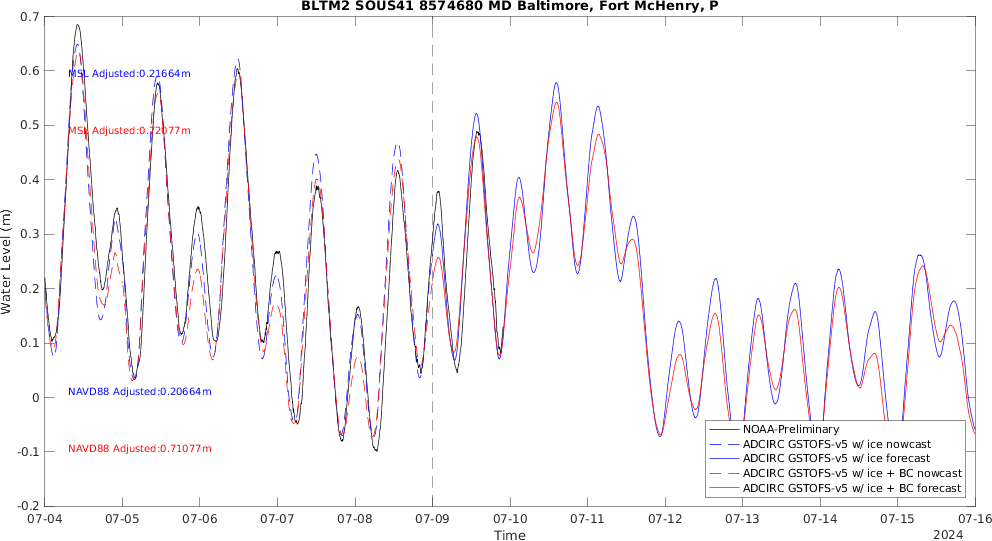 BLTM2 SOUS41 8574680 MD Baltimore, Fort McHenry, P
Water Level (m)
0.7
0.6
0.5
0.4
0.3
0.2
0.1
0
-0.1
-0.2
MSL Adjusted:0.21664m
MSL Adjusted:0.72077m
NAVD88 Adjusted:0.20664m
NAVD88 Adjusted:0.71077m
NOAA-Preliminary
ADCIRC GSTOFS-v5 w/ ice nowcast
ADCIRC GSTOFS-v5 w/ ice forecast
ADCIRC GSTOFS-v5 w/ ice + BC nowcast
ADCIRC GSTOFS-v5 w/ ice + BC forecast
07-04 07-05 07-06 07-07 07-08 07-09 07-10 07-11 07-12 07-13 07-14 07-15 07-16
Time
2024